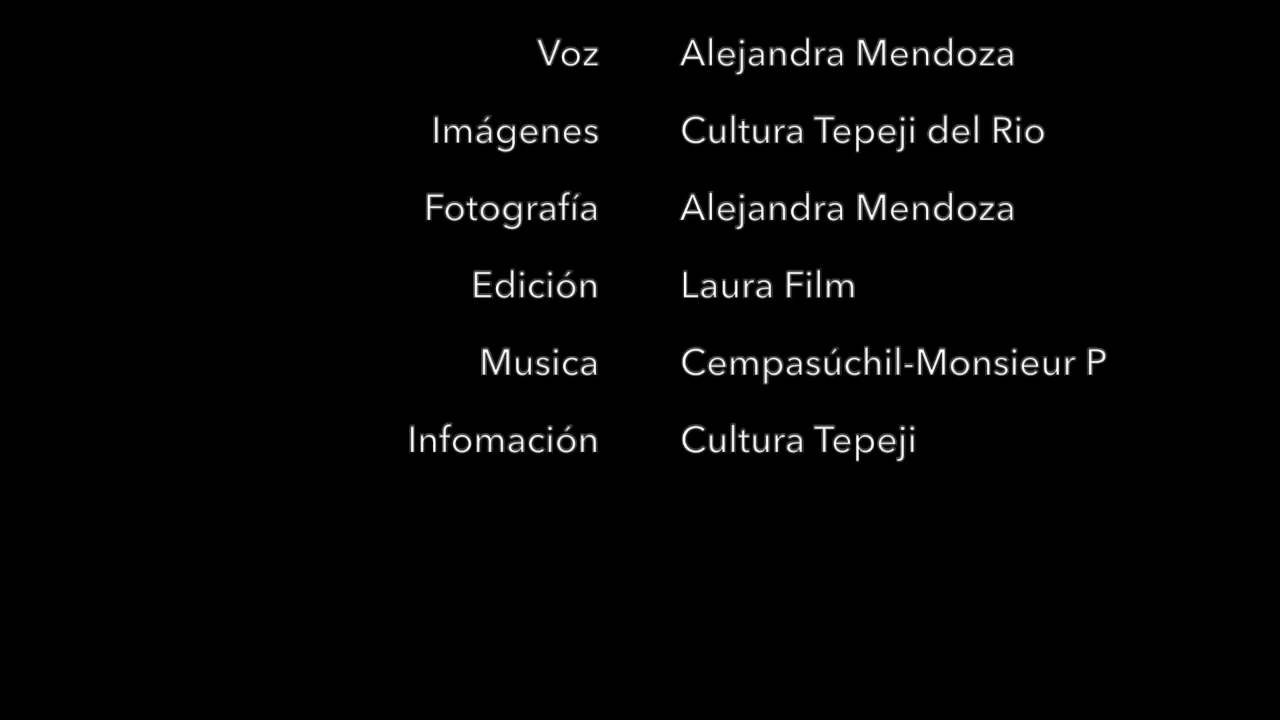 Voz Alejandra Mendoza
Imágenes Cultura Tepeji del Rio
Fotografía Alejandra Mendoza
Edición Laura Film
Musica Cempasúchil-Monsieur P
Infomación Cultura Tepeji